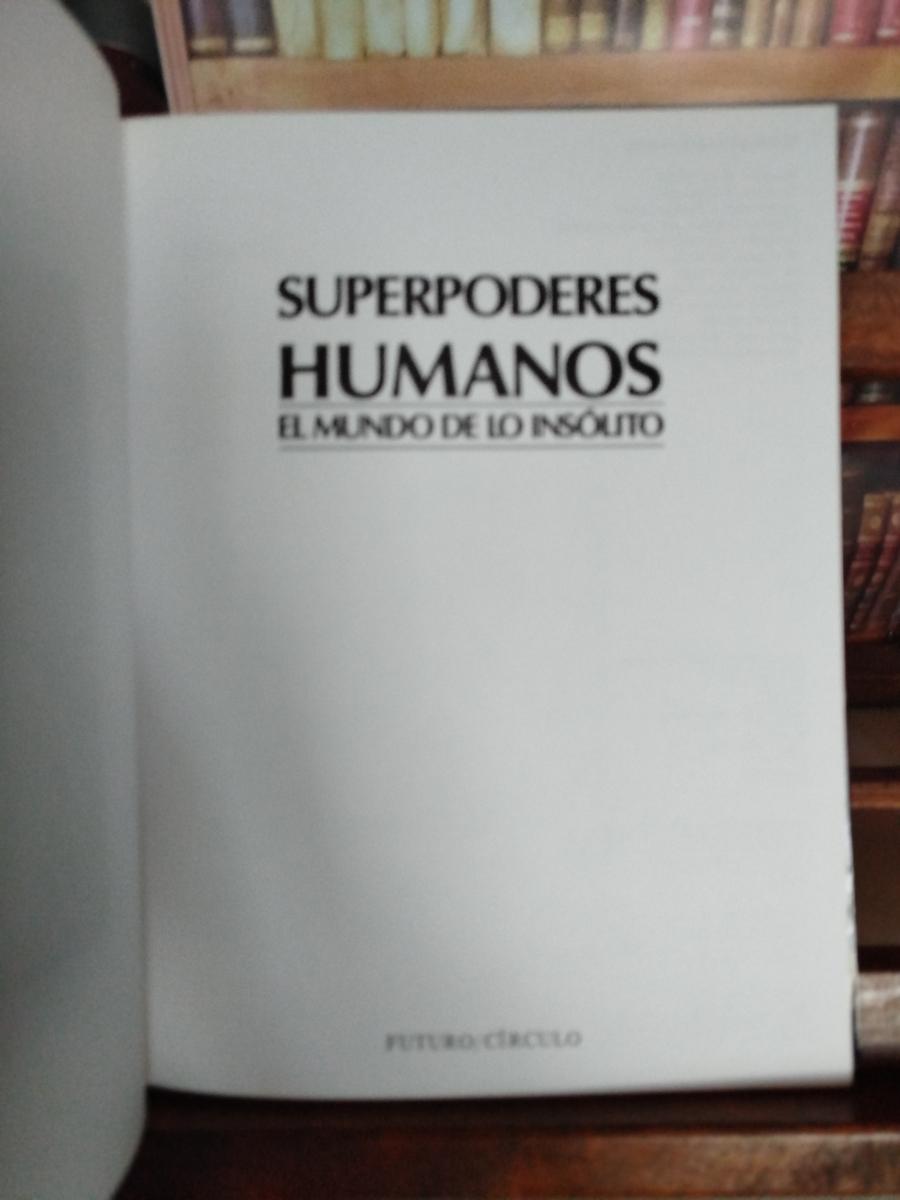 SUPERPODERES
HUMANOS
EL MUNDO DE LO INSÓLITO
FUTURO/CÍRCULO